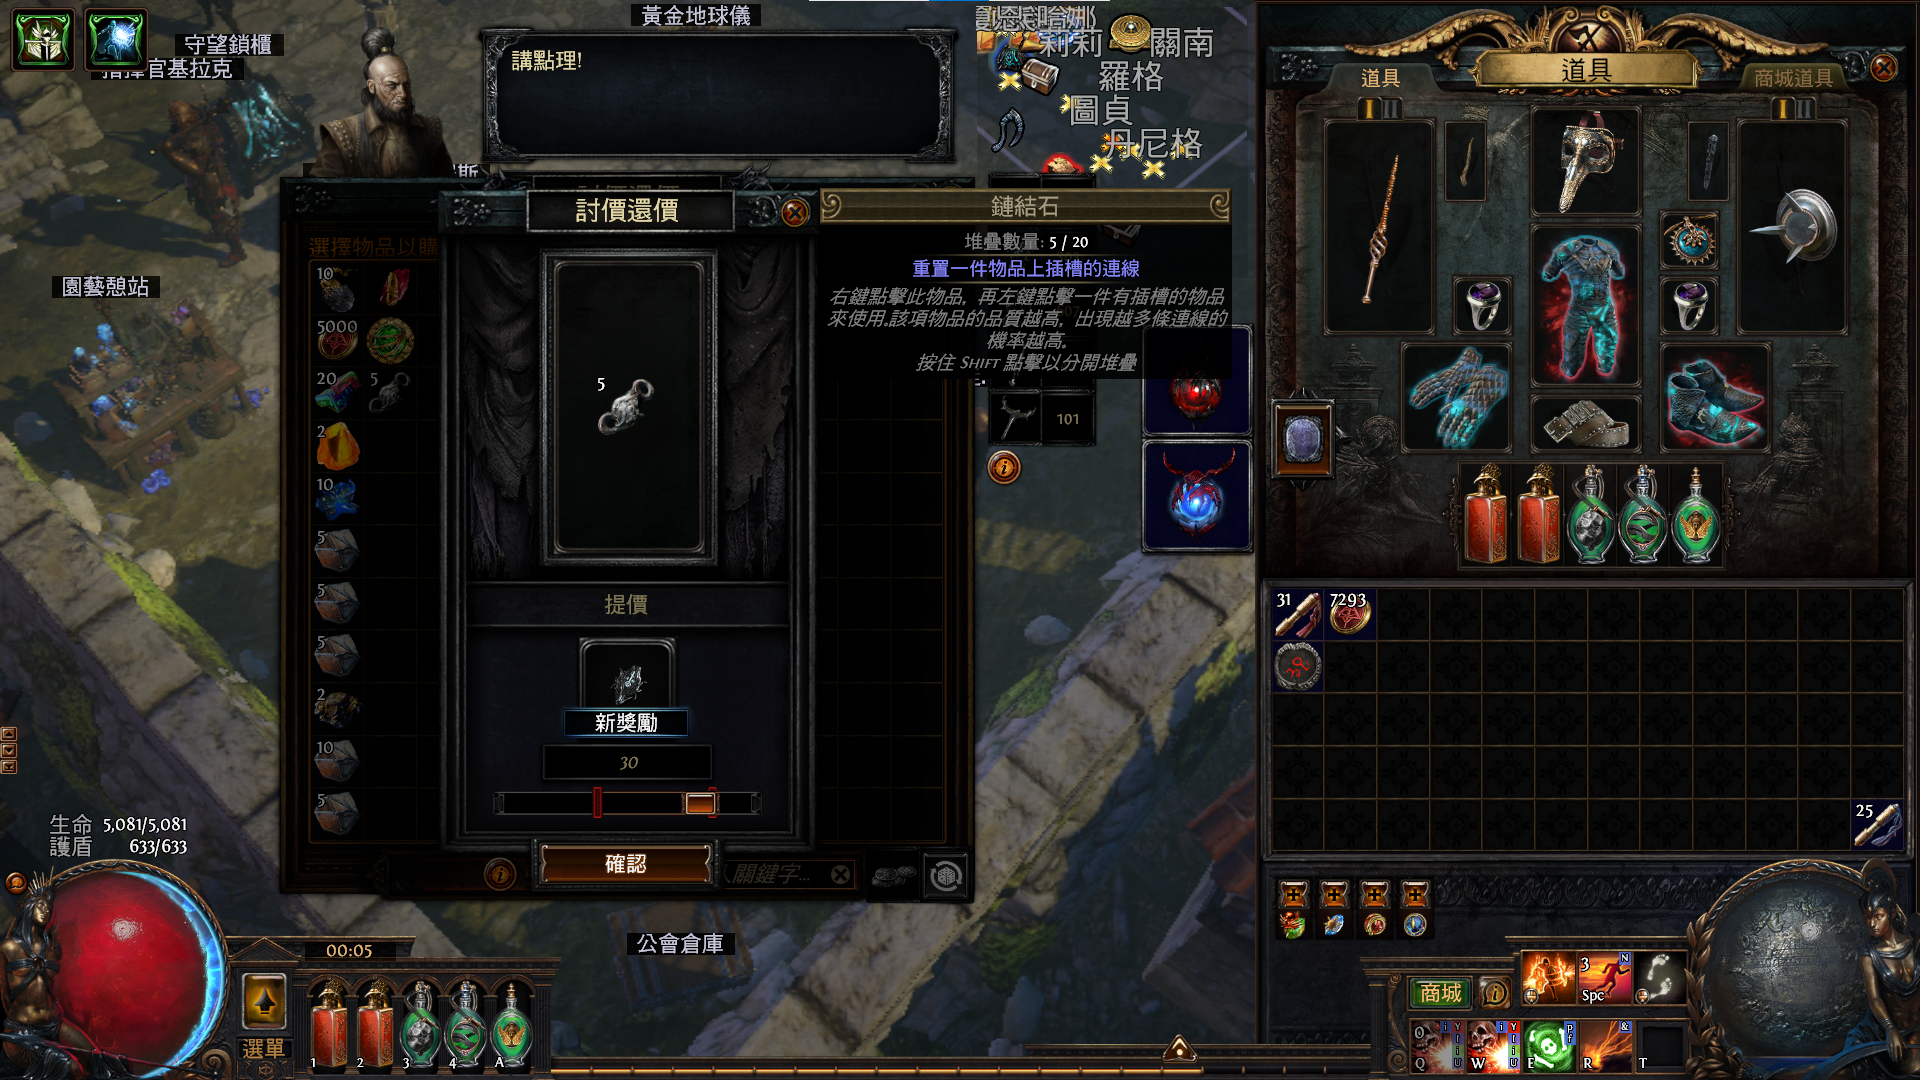 黃金地球儀
守望鎖櫃
指揮官基拉克
講點理!
莉莉
關南
羅格
圖貞
丹尼格
斯
園藝憩站
討價還價
選擇物品以購
10
5000
20
5
2
10
5
5
5
2
10
5
5
提價
新獎勵
30
確認
關鍵字...
鏈結石
堆疊數量: 5 / 20
重置一件物品上插槽的連線
右鍵點擊此物品，再左鍵點擊一件有插槽的物品
來使用.該項物品的品質越高，出現越多條連線的
機率越高。
按住 SHIFT 點擊以分開堆疊
101
公會倉庫
道具
道具
商城道具
I II
I II
31
7293
25
生命 5,081/5,081
護盾 633/633
00:05
選單
1
2
3
4
A
商城
3
N
Spc
0
Q
W
E
R
T